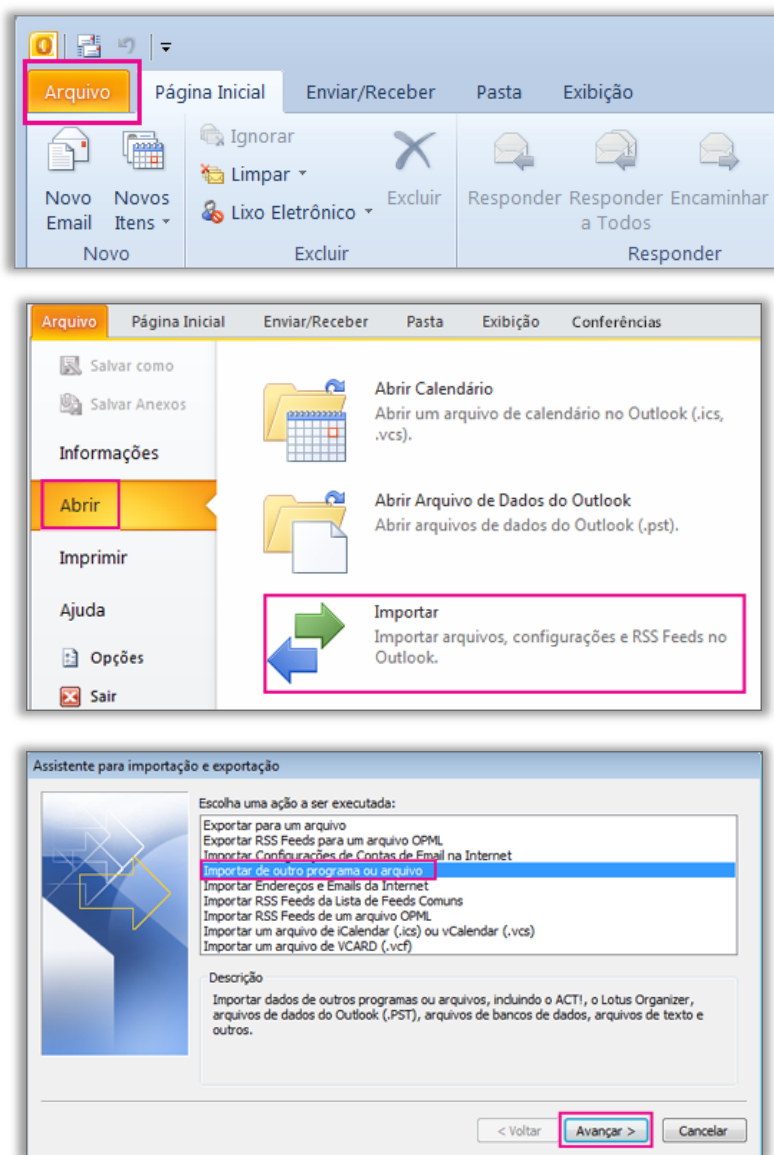 Arquivo Página Inicial Enviar/Receber Pasta Exibição
Ignorar
Limpar
Lixo Eletrônico
Novo
Email
Novos
Itens
Excluir
Responder
Responder
a Todos
Encaminhar
Novo Excluir Responder
Arquivo Página Inicial Enviar/Receber Pasta Exibição Conferências
Salvar como
Salvar Anexos
Informações
Abrir
Imprimir
Ajuda
Opções
Sair
Abrir Calendário
Abrir um arquivo de calendário no Outlook (.ics,
.vcs).
Abrir Arquivo de Dados do Outlook
Abrir arquivos de dados do Outlook (.pst).
Importar
Importar arquivos, configurações e RSS Feeds no
Outlook.
Assistente para importação e exportação
Escolha uma ação a ser executada:
Exportar para um arquivo
Exportar RSS Feeds para um arquivo OPML
Importar Configurações de Contas de Email na Internet
Importar de outro programa ou arquivo
Importar Endereços e Emails da Internet
Importar RSS Feeds da Lista de Feeds Comuns
Importar RSS Feeds de um arquivo OPML
Importar um arquivo de iCalendar (.ics) ou vCalendar (.vcs)
Importar um arquivo de VCARD (.vcf)
Descrição
Importar dados de outros programas ou arquivos, incluindo o ACT!, o Lotus Organizer,
arquivos de dados do Outlook (.PST), arquivos de bancos de dados, arquivos de texto e
outros.
< Voltar Avançar > Cancelar